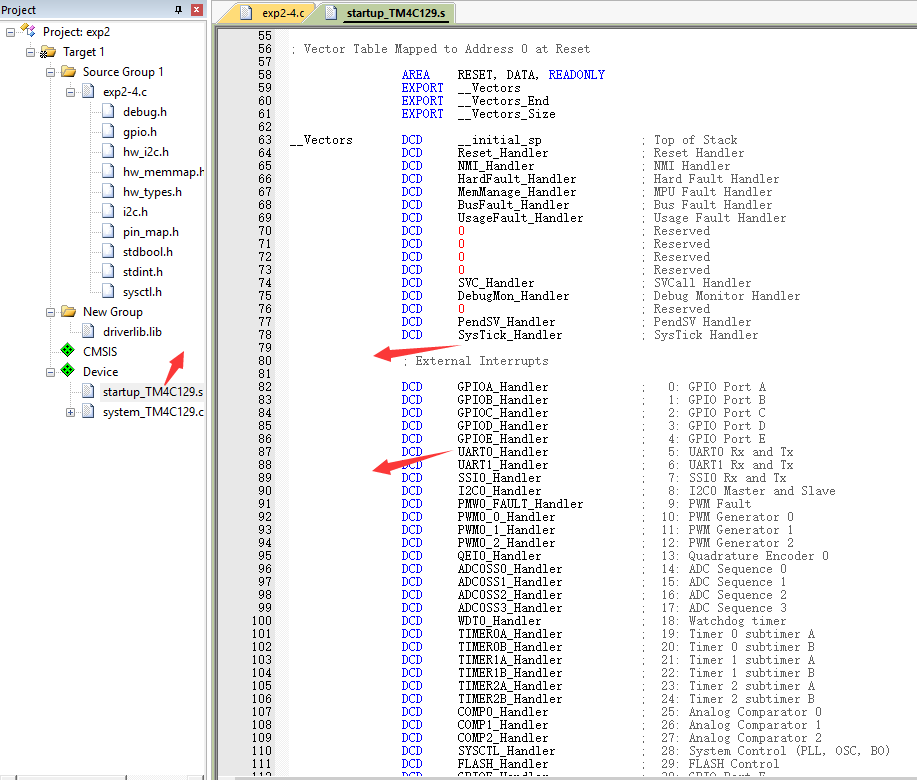 Project
Project: exp2
Target 1
Source Group 1
exp2-4.c
debug.h
gpio.h
hw_i2c.h
hw_memmap.h
hw_types.h
i2c.h
pin_map.h
stdbool.h
stdint.h
sysctl.h
New Group
driverlib.lib
CMSIS
Device
startup_TM4C129.s
system_TM4C129.c
exp2-4.c startup_TM4C129.s
55
56 ; Vector Table Mapped to Address 0 at Reset
57
58 AREA RESET, DATA, READONLY
59 EXPORT __Vectors
60 EXPORT __Vectors_End
61 EXPORT __Vectors_Size
62
63 __Vectors DCD __initial_sp ; Top of Stack
64 DCD Reset_Handler ; Reset Handler
65 DCD NMI_Handler ; NMI Handler
66 DCD HardFault_Handler ; Hard Fault Handler
67 DCD MemManage_Handler ; MPU Fault Handler
68 DCD BusFault_Handler ; Bus Fault Handler
69 DCD UsageFault_Handler ; Usage Fault Handler
70 DCD 0 ; Reserved
71 DCD 0 ; Reserved
72 DCD 0 ; Reserved
73 DCD 0 ; Reserved
74 DCD SVC_Handler ; SVCall Handler
75 DCD DebugMon_Handler ; Debug Monitor Handler
76 DCD 0 ; Reserved
77 DCD PendSV_Handler ; PendSV Handler
78 DCD SysTick_Handler ; SysTick Handler
79
80 ; External Interrupts
81
82 DCD GPIOA_Handler ; 0: GPIO Port A
83 DCD GPIOB_Handler ; 1: GPIO Port B
84 DCD GPIOC_Handler ; 2: GPIO Port C
85 DCD GPIOD_Handler ; 3: GPIO Port D
86 DCD GPIOE_Handler ; 4: GPIO Port E
87 DCD UART0_Handler ; 5: UART0 Rx and Tx
88 DCD UART1_Handler ; 6: UART1 Rx and Tx
89 DCD SSI0_Handler ; 7: SSI0 Rx and Tx
90 DCD I2C0_Handler ; 8: I2C0 Master and Slave
91 DCD PMW0_FAULT_Handler ; 9: PWM Fault
92 DCD PWM0_0_Handler ; 10: PWM Generator 0
93 DCD PWM0_1_Handler ; 11: PWM Generator 1
94 DCD PWM0_2_Handler ; 12: PWM Generator 2
95 DCD QEI0_Handler ; 13: Quadrature Encoder 0
96 DCD ADC0SS0_Handler ; 14: ADC Sequence 0
97 DCD ADC0SS1_Handler ; 15: ADC Sequence 1
98 DCD ADC0SS2_Handler ; 16: ADC Sequence 2
99 DCD ADC0SS3_Handler ; 17: ADC Sequence 3
100 DCD WDT0_Handler ; 18: Watchdog timer
101 DCD TIMER0A_Handler ; 19: Timer 0 subtimer A
102 DCD TIMER0B_Handler ; 20: Timer 0 subtimer B
103 DCD TIMER1A_Handler ; 21: Timer 1 subtimer A
104 DCD TIMER1B_Handler ; 22: Timer 1 subtimer B
105 DCD TIMER2A_Handler ; 23: Timer 2 subtimer A
106 DCD TIMER2B_Handler ; 24: Timer 2 subtimer B
107 DCD COMP0_Handler ; 25: Analog Comparator 0
108 DCD COMP1_Handler ; 26: Analog Comparator 1
109 DCD COMP2_Handler ; 27: Analog Comparator 2
110 DCD SYSCTL_Handler ; 28: System Control (PLL, OSC, BO)
111 DCD FLASH_Handler ; 29: FLASH Control